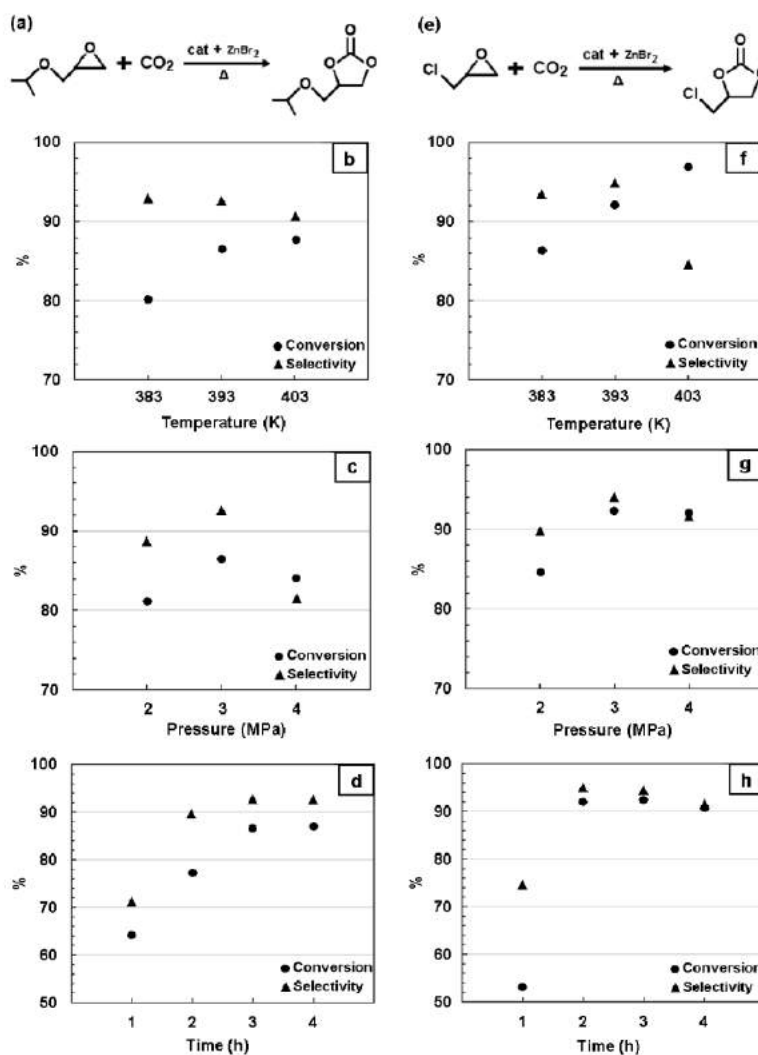 (a)
O
O
+ CO2
cat + ZnBr2
Δ
O
O
O
O
(e)
Cl
O
+ CO2
cat + ZnBr2
Δ
O
O
O
Cl
100
90
80
70
%
b
● Conversion
▲ Selectivity
383 393 403
Temperature (K)
100
90
80
70
%
f
● Conversion
▲ Selectivity
383 393 403
Temperature (K)
100
90
80
70
%
c
● Conversion
▲ Selectivity
2 3 4
Pressure (MPa)
100
90
80
70
%
g
● Conversion
▲ Selectivity
2 3 4
Pressure (MPa)
100
90
80
70
60
50
%
d
● Conversion
▲ Selectivity
1 2 3 4
Time (h)
100
90
80
70
60
50
%
h
● Conversion
▲ Selectivity
1 2 3 4
Time (h)